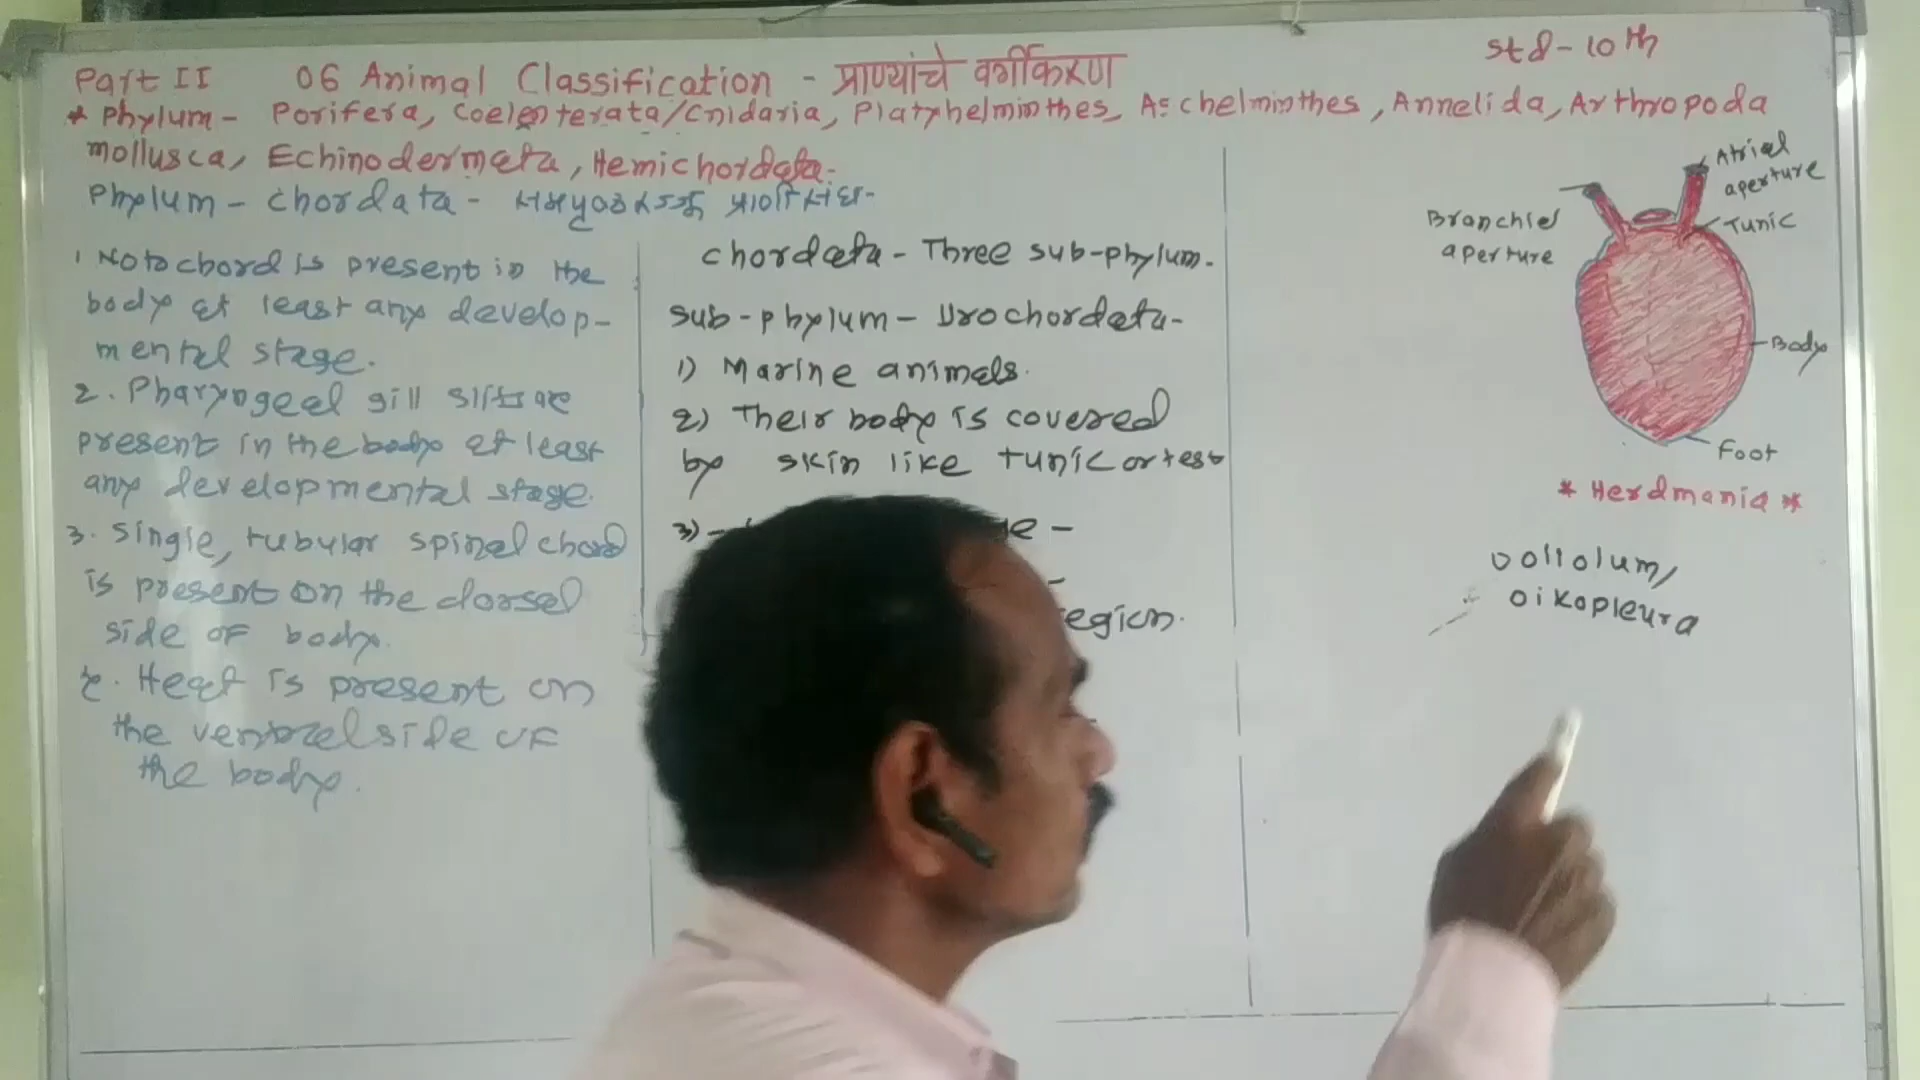 std-10th
Part II 06 Animal Classification - प्राण्यांचे वर्गीकरण
* Phylum - Porifera, Coelenterata/Cnidaria, Platyhelminthes, Aschelminthes, Annelida, Arthropoda
Mollusca, Echinodermata, Hemichordata-
Phylum - Chordata - समपृष्ठरज्जू प्राणिसंघ-
1 Notochord is present in the
body at least any develop-
mental stage.
2. Pharyngeal gill slits are
present in the body at least
any developmental stage.
3. Single, tubular spinal chord
is present on the dorsal
side of body.
४. Heart is present on
the ventral side of
the body.
Chordata - Three sub-phylum.
Sub-phylum - Urochordata-
1) Marine animals.
2) Their body is covered
by skin like tunic or test
3)
region.
Atrial
aperture
Branchial
aperture
Tunic
Body
Foot
* Herdmania *
Doliolum,
Oikopleura